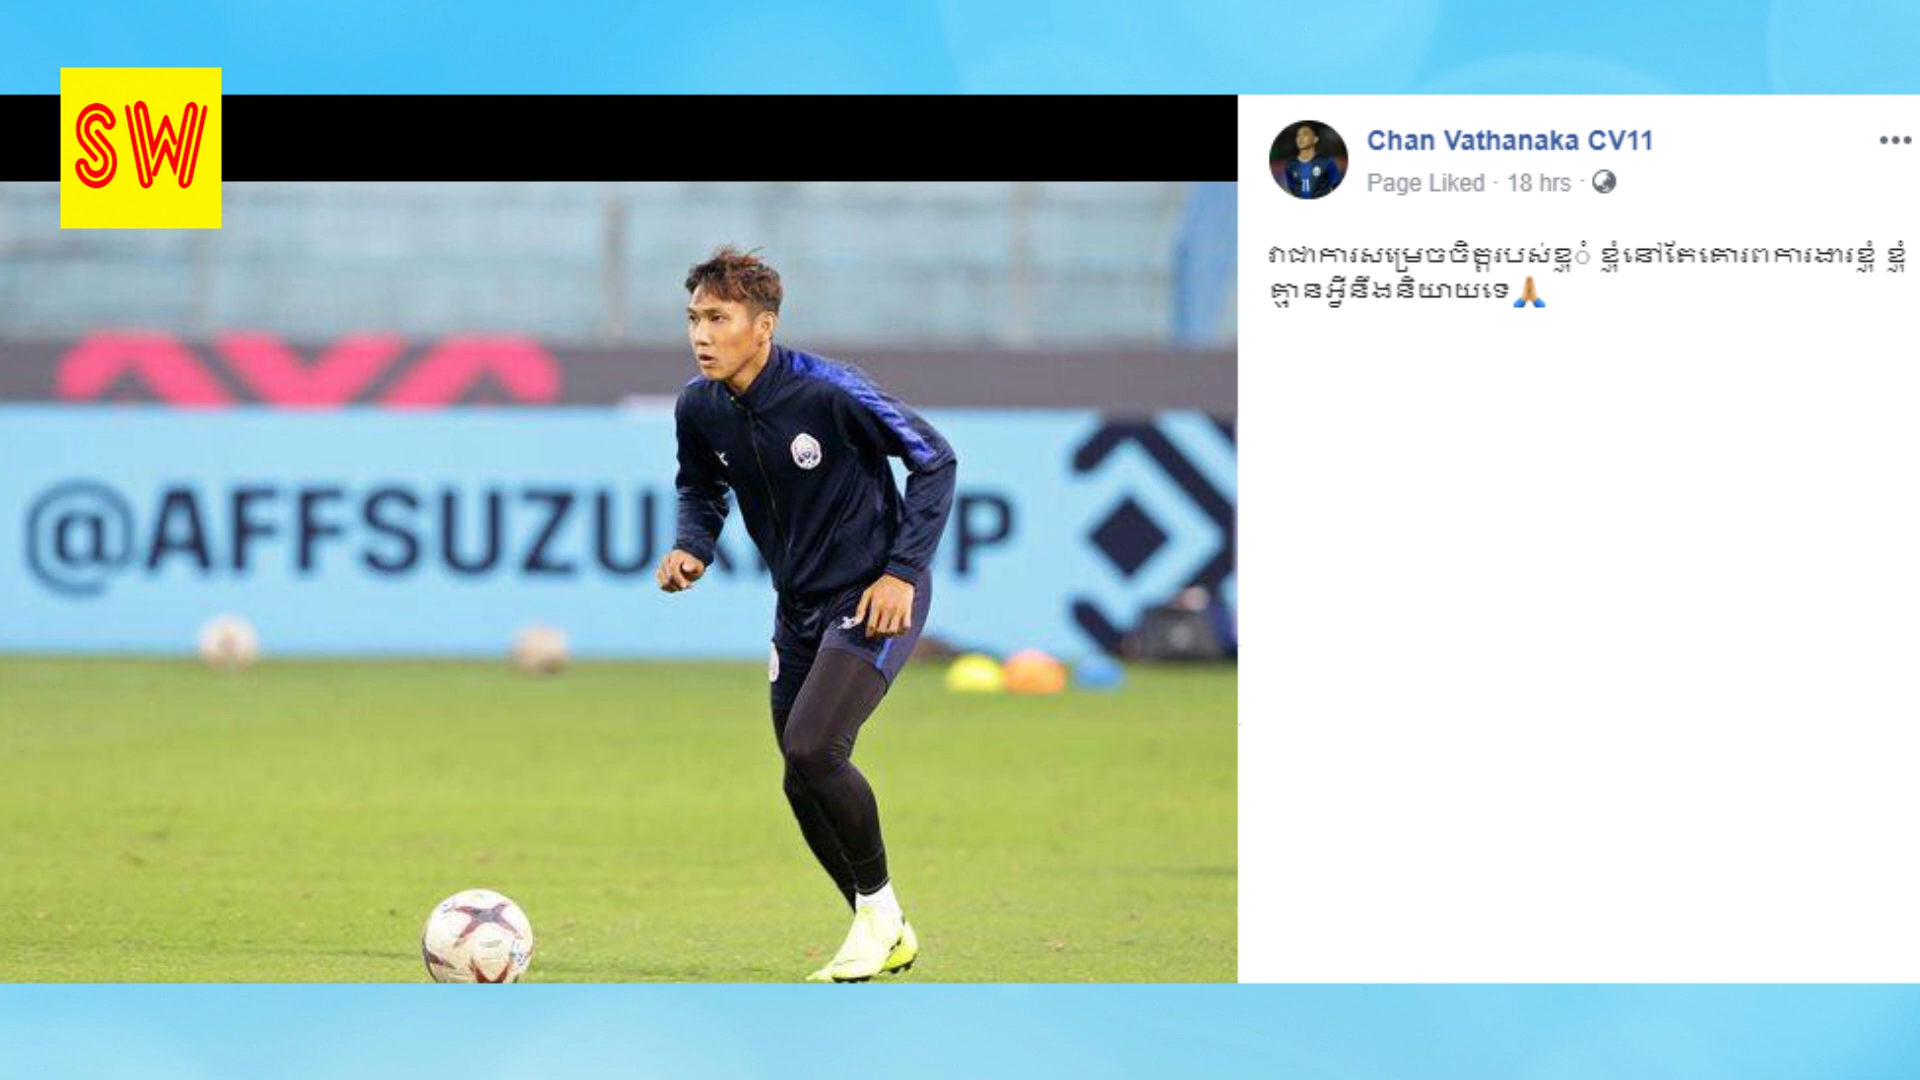 SW
@AFFSUZU P
Chan Vathanaka CV11
Page Liked · 18 hrs ·
វាជាការសម្រេចចិត្តរបស់ខ្ញុំ ខ្ញុំនៅតែគោរពការងារខ្ញុំ ខ្ញុំ
គ្មានអ្វីនឹងនិយាយទេ🙏🏽